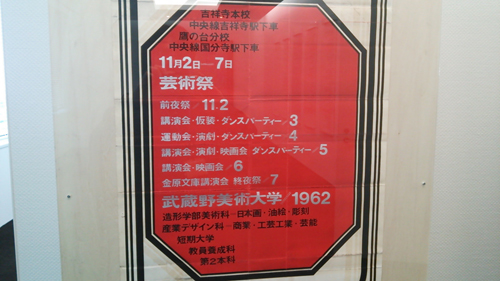 吉祥寺本校
中央線吉祥寺駅下車
鷹の台分校
中央線国分寺駅下車
11月2日—7日
芸術祭
前夜祭/11.2
講演会・仮装・ダンスパーティー/3
運動会・演劇・ダンスパーティー/4
講演会・演劇・映画会 ダンスパーティー/5
講演会・映画会/6
金原文庫講演会 終夜祭/7
武蔵野美術大学/1962
造形学部美術科—日本画・油絵・彫刻
産業デザイン科—商業・工芸工業・芸能
短期大学
教員養成科
第2本科